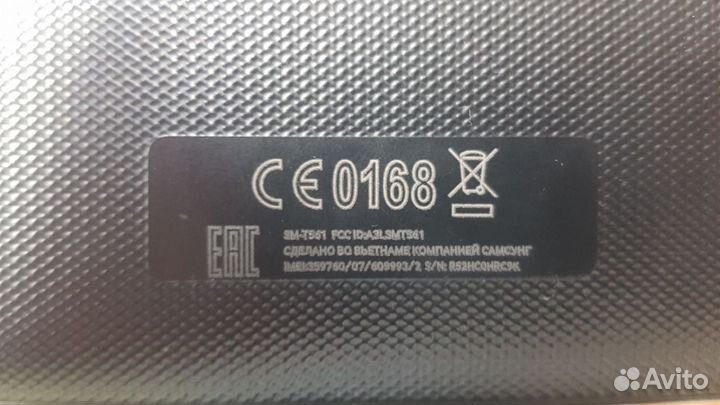 CE 0168
EAC
SM-T561 FCC ID:A3LSMT561
СДЕЛАНО ВО ВЬЕТНАМЕ КОМПАНИЕЙ САМСУНГ
IMEI:359760/07/609993/2 S/N: R52HC0HRC9K
Avito